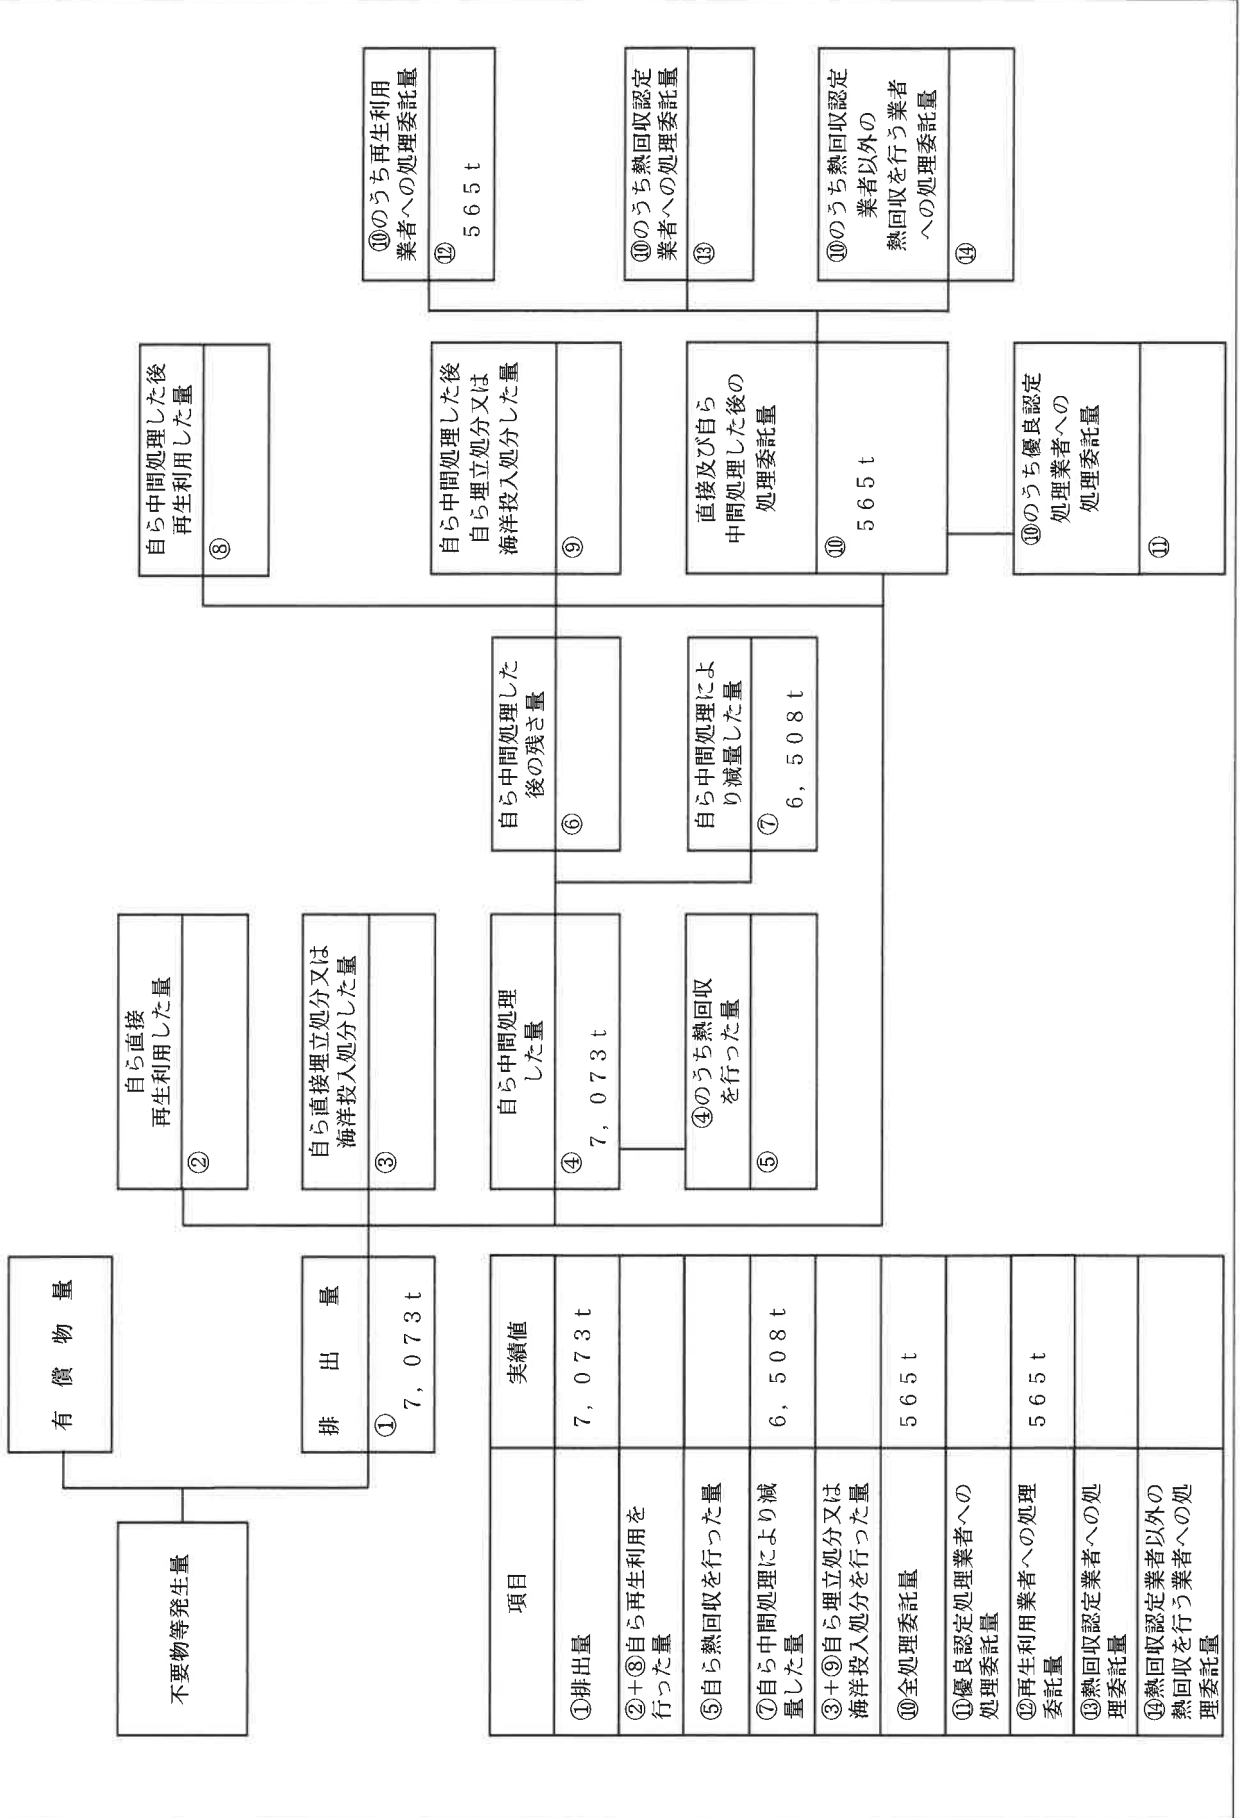 不要物等発生量
有償物量
排出量
①
7,073t
自ら直接
再生利用した量
②
自ら直接埋立処分又は
海洋投入処分した量
③
自ら中間処理
した量
④
7,073t
④のうち熱回収
を行った量
⑤
自ら中間処理した
後の残さ量
⑥
自ら中間処理によ
り減量した量
⑦
6,508t
自ら中間処理した後
再生利用した量
⑧
自ら中間処理した後
自ら埋立処分又は
海洋投入処分した量
⑨
直接及び自ら
中間処理した後の
処理委託量
⑩
565t
⑩のうち優良認定
処理業者への
処理委託量
⑪
⑩のうち再生利用
業者への処理委託量
⑫
565t
⑩のうち熱回収認定
業者への処理委託量
⑬
⑩のうち熱回収認定
業者以外の
熱回収を行う業者
への処理委託量
⑭
項目 実績値
①排出量 7,073t
②+⑧自ら再生利用を
行った量
⑤自ら熱回収を行った量
⑦自ら中間処理により減
量した量 6,508t
③+⑨自ら埋立処分又は
海洋投入処分を行った量
⑩全処理委託量 565t
⑪優良認定処理業者への
処理委託量
⑫再生利用業者への処理
委託量 565t
⑬熱回収認定業者への処
理委託量
⑭熱回収認定業者以外の
熱回収を行う業者への処
理委託量